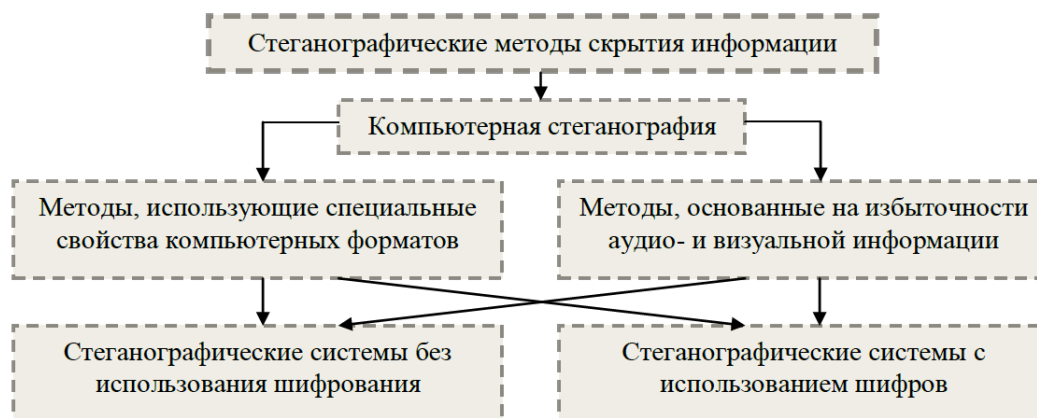 Стеганографические методы скрытия информации
Компьютерная стеганография
Методы, использующие специальные
свойства компьютерных форматов
Методы, основанные на избыточности
аудио- и визуальной информации
Стеганографические системы без
использования шифрования
Стеганографические системы с
использованием шифров